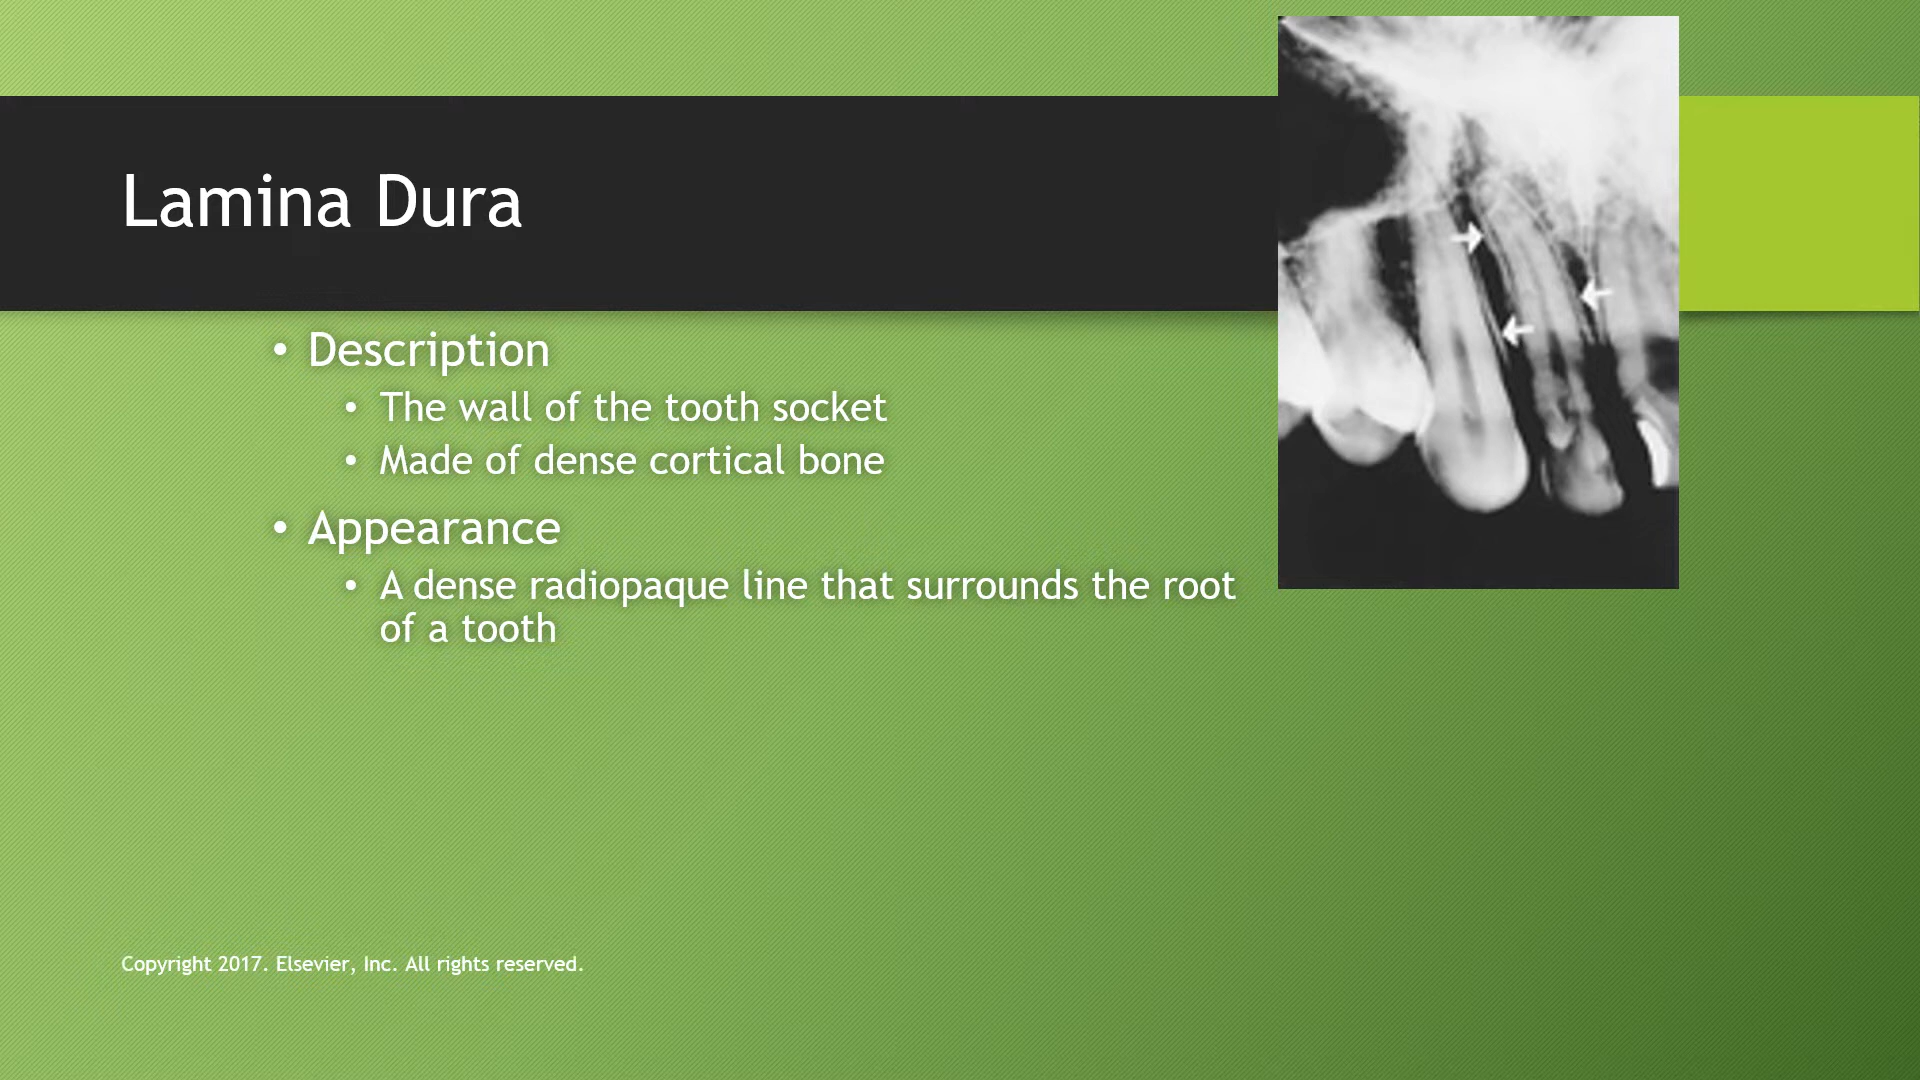 Lamina Dura
• Description
• The wall of the tooth socket
• Made of dense cortical bone
• Appearance
• A dense radiopaque line that surrounds the root
of a tooth
Copyright 2017. Elsevier, Inc. All rights reserved.